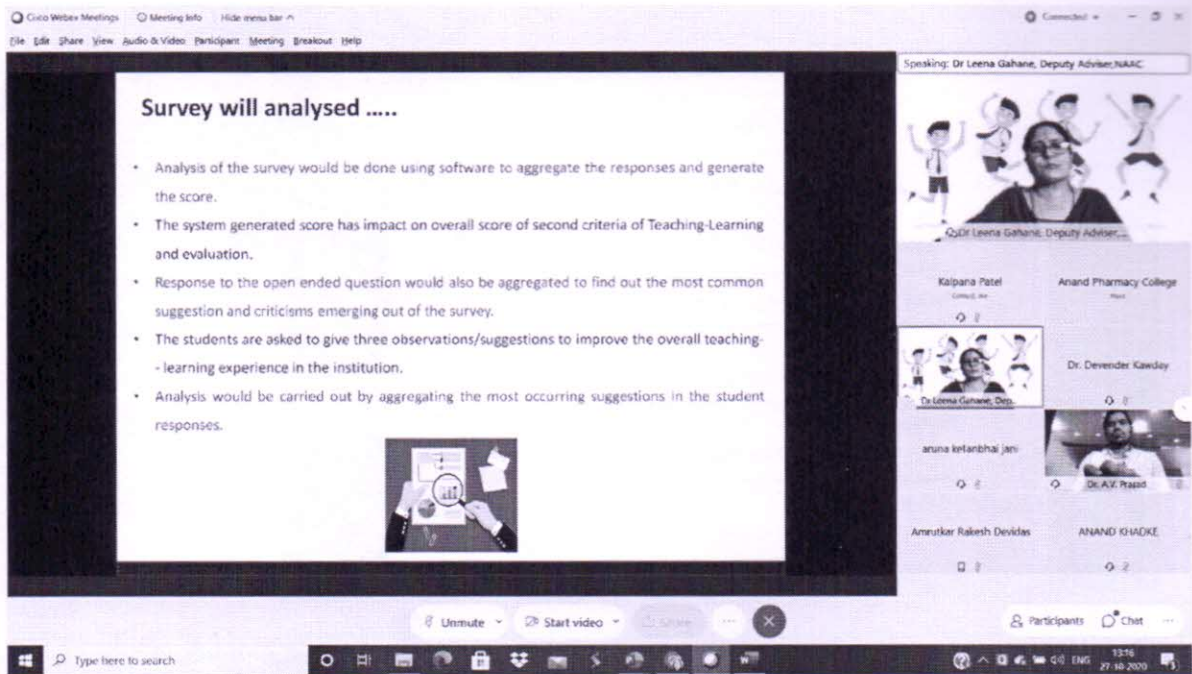 Cisco Webex Meetings Meeting Info Hide menu bar Connected
File Edit Share View Audio & Video Participant Meeting Breakout Help
Speaking: Dr Leena Gahane, Deputy Adviser,NAAC
Survey will analysed .....
• Analysis of the survey would be done using software to aggregate the responses and generate
the score.
• The system generated score has impact on overall score of second criteria of Teaching-Learning
and evaluation.
• Response to the open ended question would also be aggregated to find out the most common
suggestion and criticisms emerging out of the survey.
• The students are asked to give three observations/suggestions to improve the overall teaching-
- learning experience in the institution.
• Analysis would be carried out by aggregating the most occurring suggestions in the student
responses.
Dr Leena Gahane, Deputy Adviser,...
Kalpana Patel
Anand Pharmacy College
Host
Dr Leena Gahane, Dep...
Dr. Devender Kawday
aruna ketanbhai jani
Dr. A.V. Prasad
Amrutkar Rakesh Devidas
ANAND KHADKE
Unmute Start video Share
Participants Chat
Type here to search
ENG
13:16
27-10-2020